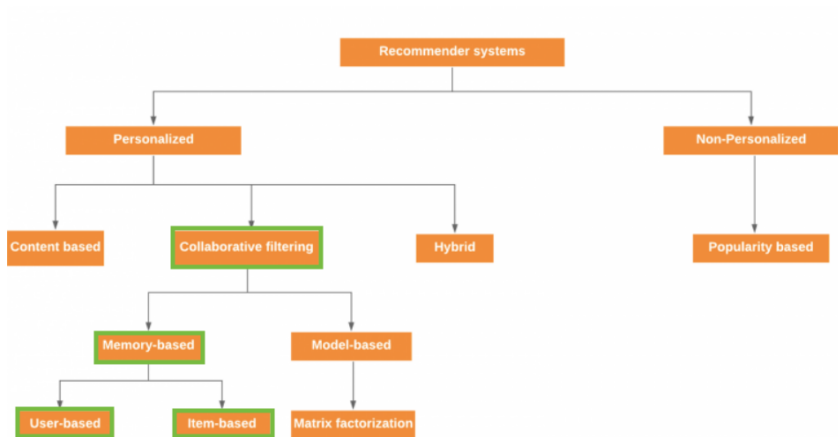 Recommender systems
Personalized
Non-Personalized
Content based
Collaborative filtering
Hybrid
Popularity based
Memory-based
Model-based
User-based
Item-based
Matrix factorization